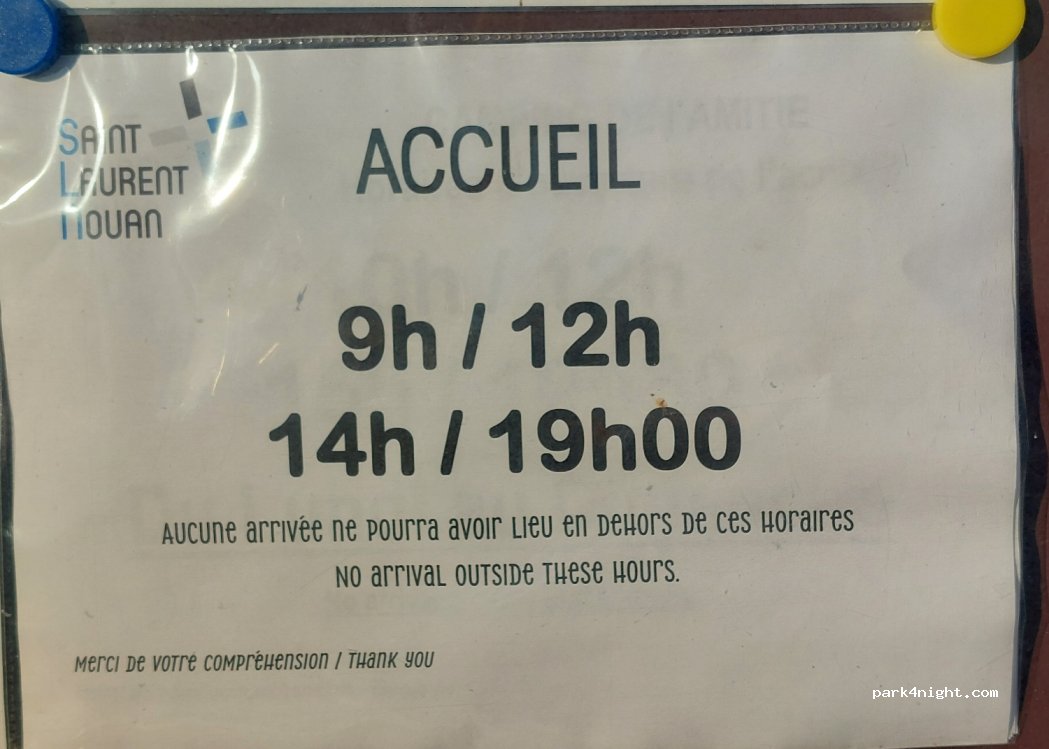 SAINT
LAURENT
NOUAN
ACCUEIL
9h / 12h
14h / 19h00
AUCUNE ARRIVÉE NE POURRA AVOIR LIEU EN DEHORS DE CES HORAIRES
NO ARRIVAL OUTSIDE THESE HOURS.
MERCI DE VOTRE COMPRÉHENSION / THANK YOU
park4night.com